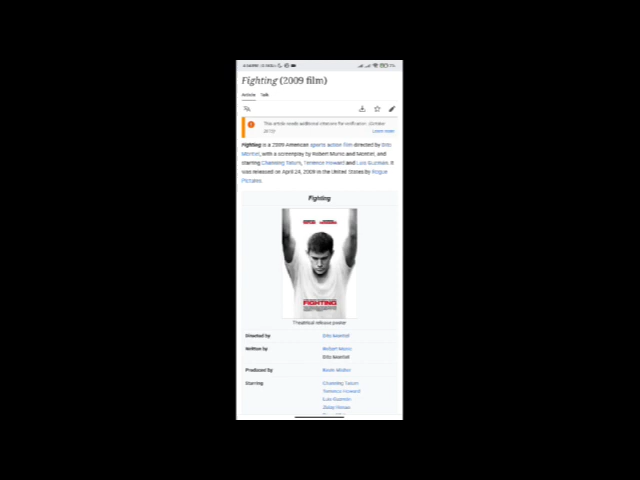 Fighting (2009 film)
Article Talk
This article needs additional citations for verification. (October
Learn more
Fighting is a 2009 American sports action film directed by Dito
Montiel, with a screenplay by Robert Munic and Montiel, and
starring Channing Tatum, Terrence Howard and Luis Guzmán. It
was released on April 24, 2009 in the United States by Rogue
Pictures.
Fighting
FIGHTING
Theatrical release poster
Directed by Dito Montiel
Written by Robert Munic
Dito Montiel
Produced by Kevin Misher
Starring Channing Tatum
Terrence Howard
Luis Guzmán
Zulay Henao